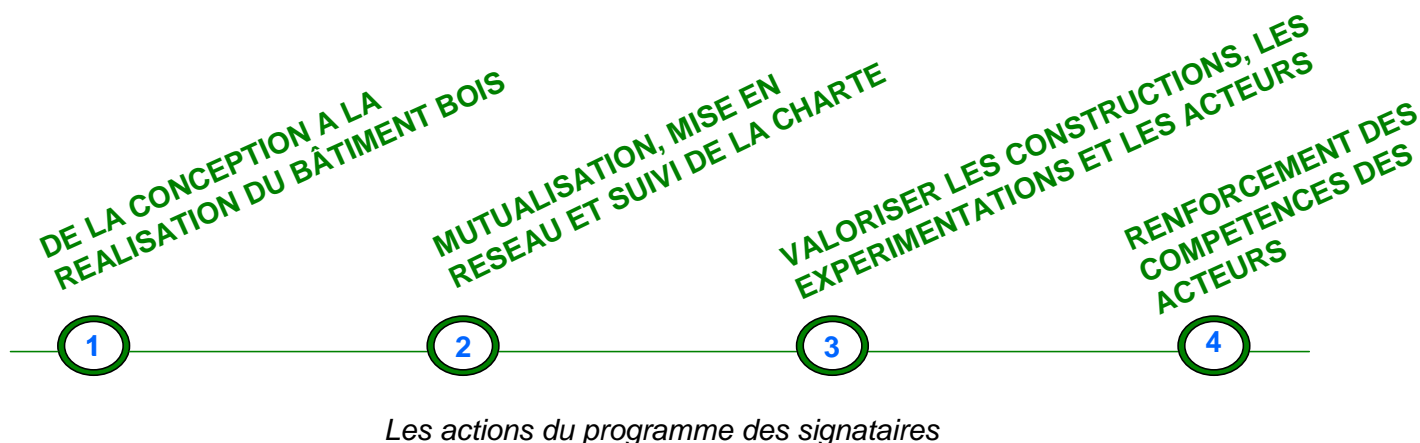 DE LA CONCEPTION A LA
REALISATION DU BÂTIMENT BOIS
MUTUALISATION, MISE EN
RESEAU ET SUIVI DE LA CHARTE
VALORISER LES CONSTRUCTIONS, LES
EXPERIMENTATIONS ET LES ACTEURS
RENFORCEMENT DES
COMPETENCES DES
ACTEURS
1
2
3
4
Les actions du programme des signataires